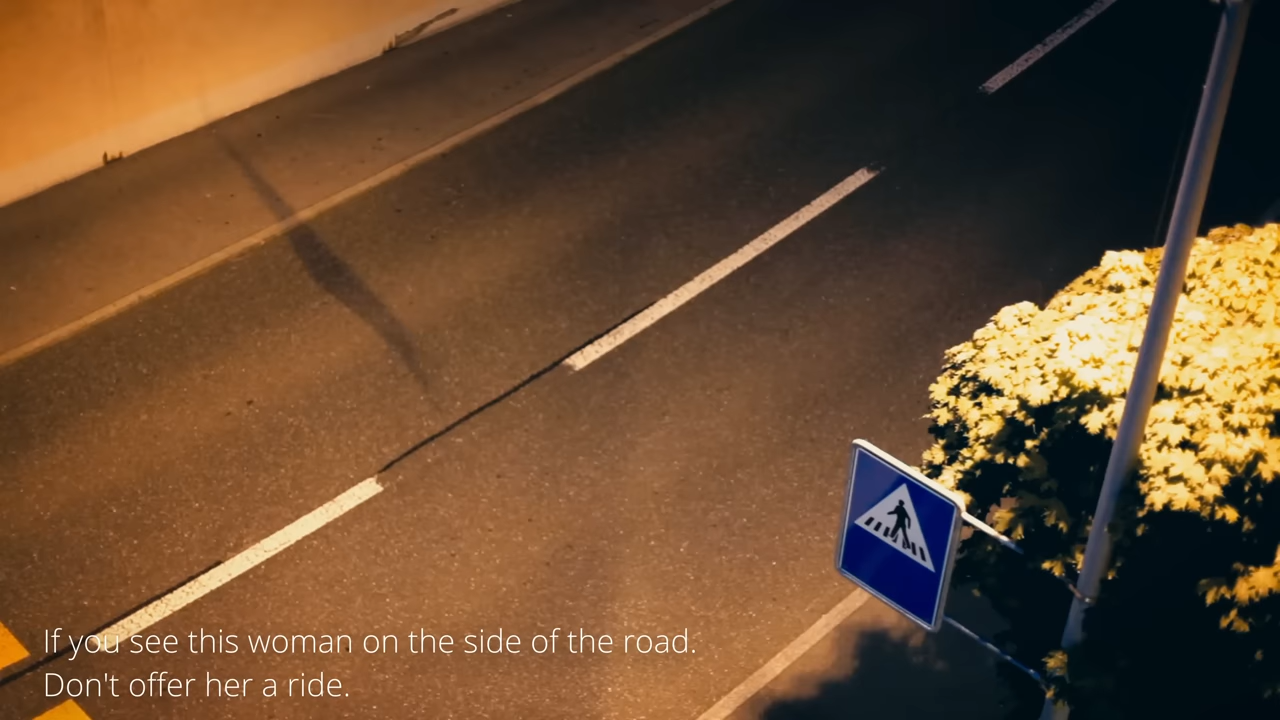 If you see this woman on the side of the road.
Don't offer her a ride.